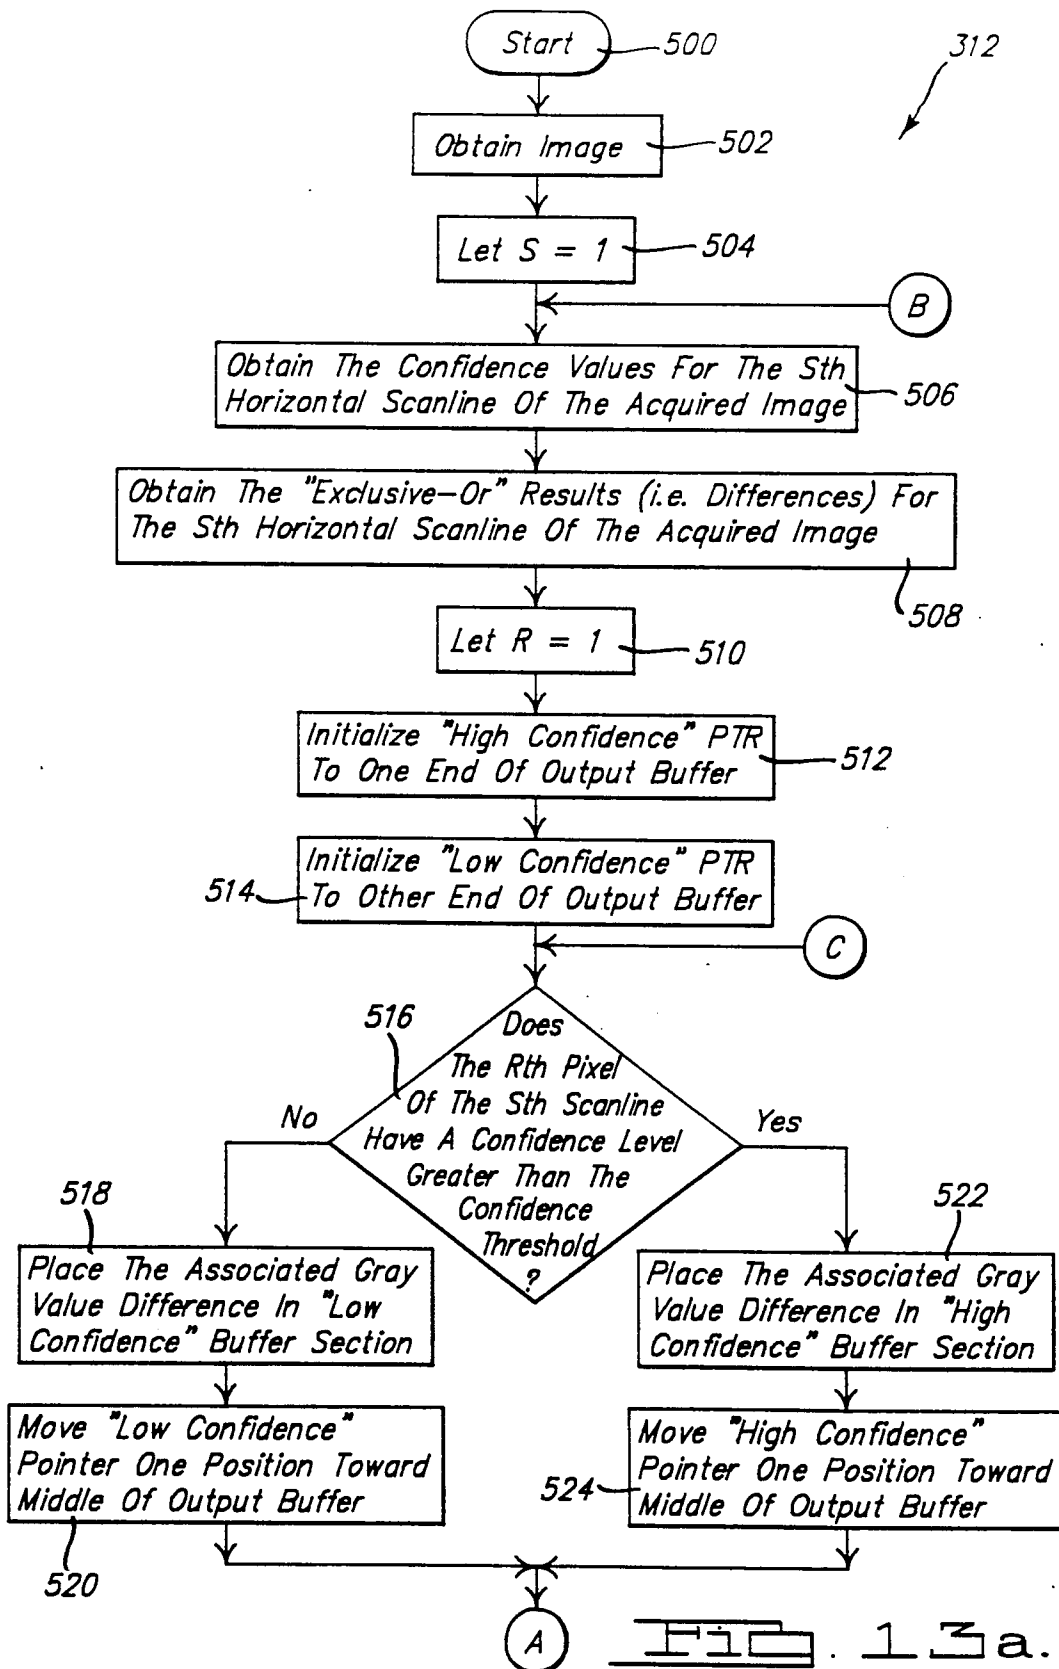 Start
500
312
Obtain Image
502
Let S = 1
504
B
Obtain The Confidence Values For The Sth
Horizontal Scanline Of The Acquired Image
506
Obtain The "Exclusive-Or" Results (i.e. Differences) For
The Sth Horizontal Scanline Of The Acquired Image
508
Let R = 1
510
Initialize "High Confidence" PTR
To One End Of Output Buffer
512
Initialize "Low Confidence" PTR
To Other End Of Output Buffer
514
C
516
Does
The Rth Pixel
Of The Sth Scanline
Have A Confidence Level
Greater Than The
Confidence
Threshold
?
No
Yes
518
Place The Associated Gray
Value Difference In "Low
Confidence" Buffer Section
522
Place The Associated Gray
Value Difference In "High
Confidence" Buffer Section
Move "Low Confidence"
Pointer One Position Toward
Middle Of Output Buffer
520
Move "High Confidence"
Pointer One Position Toward
Middle Of Output Buffer
524
A
FIG. 13a.